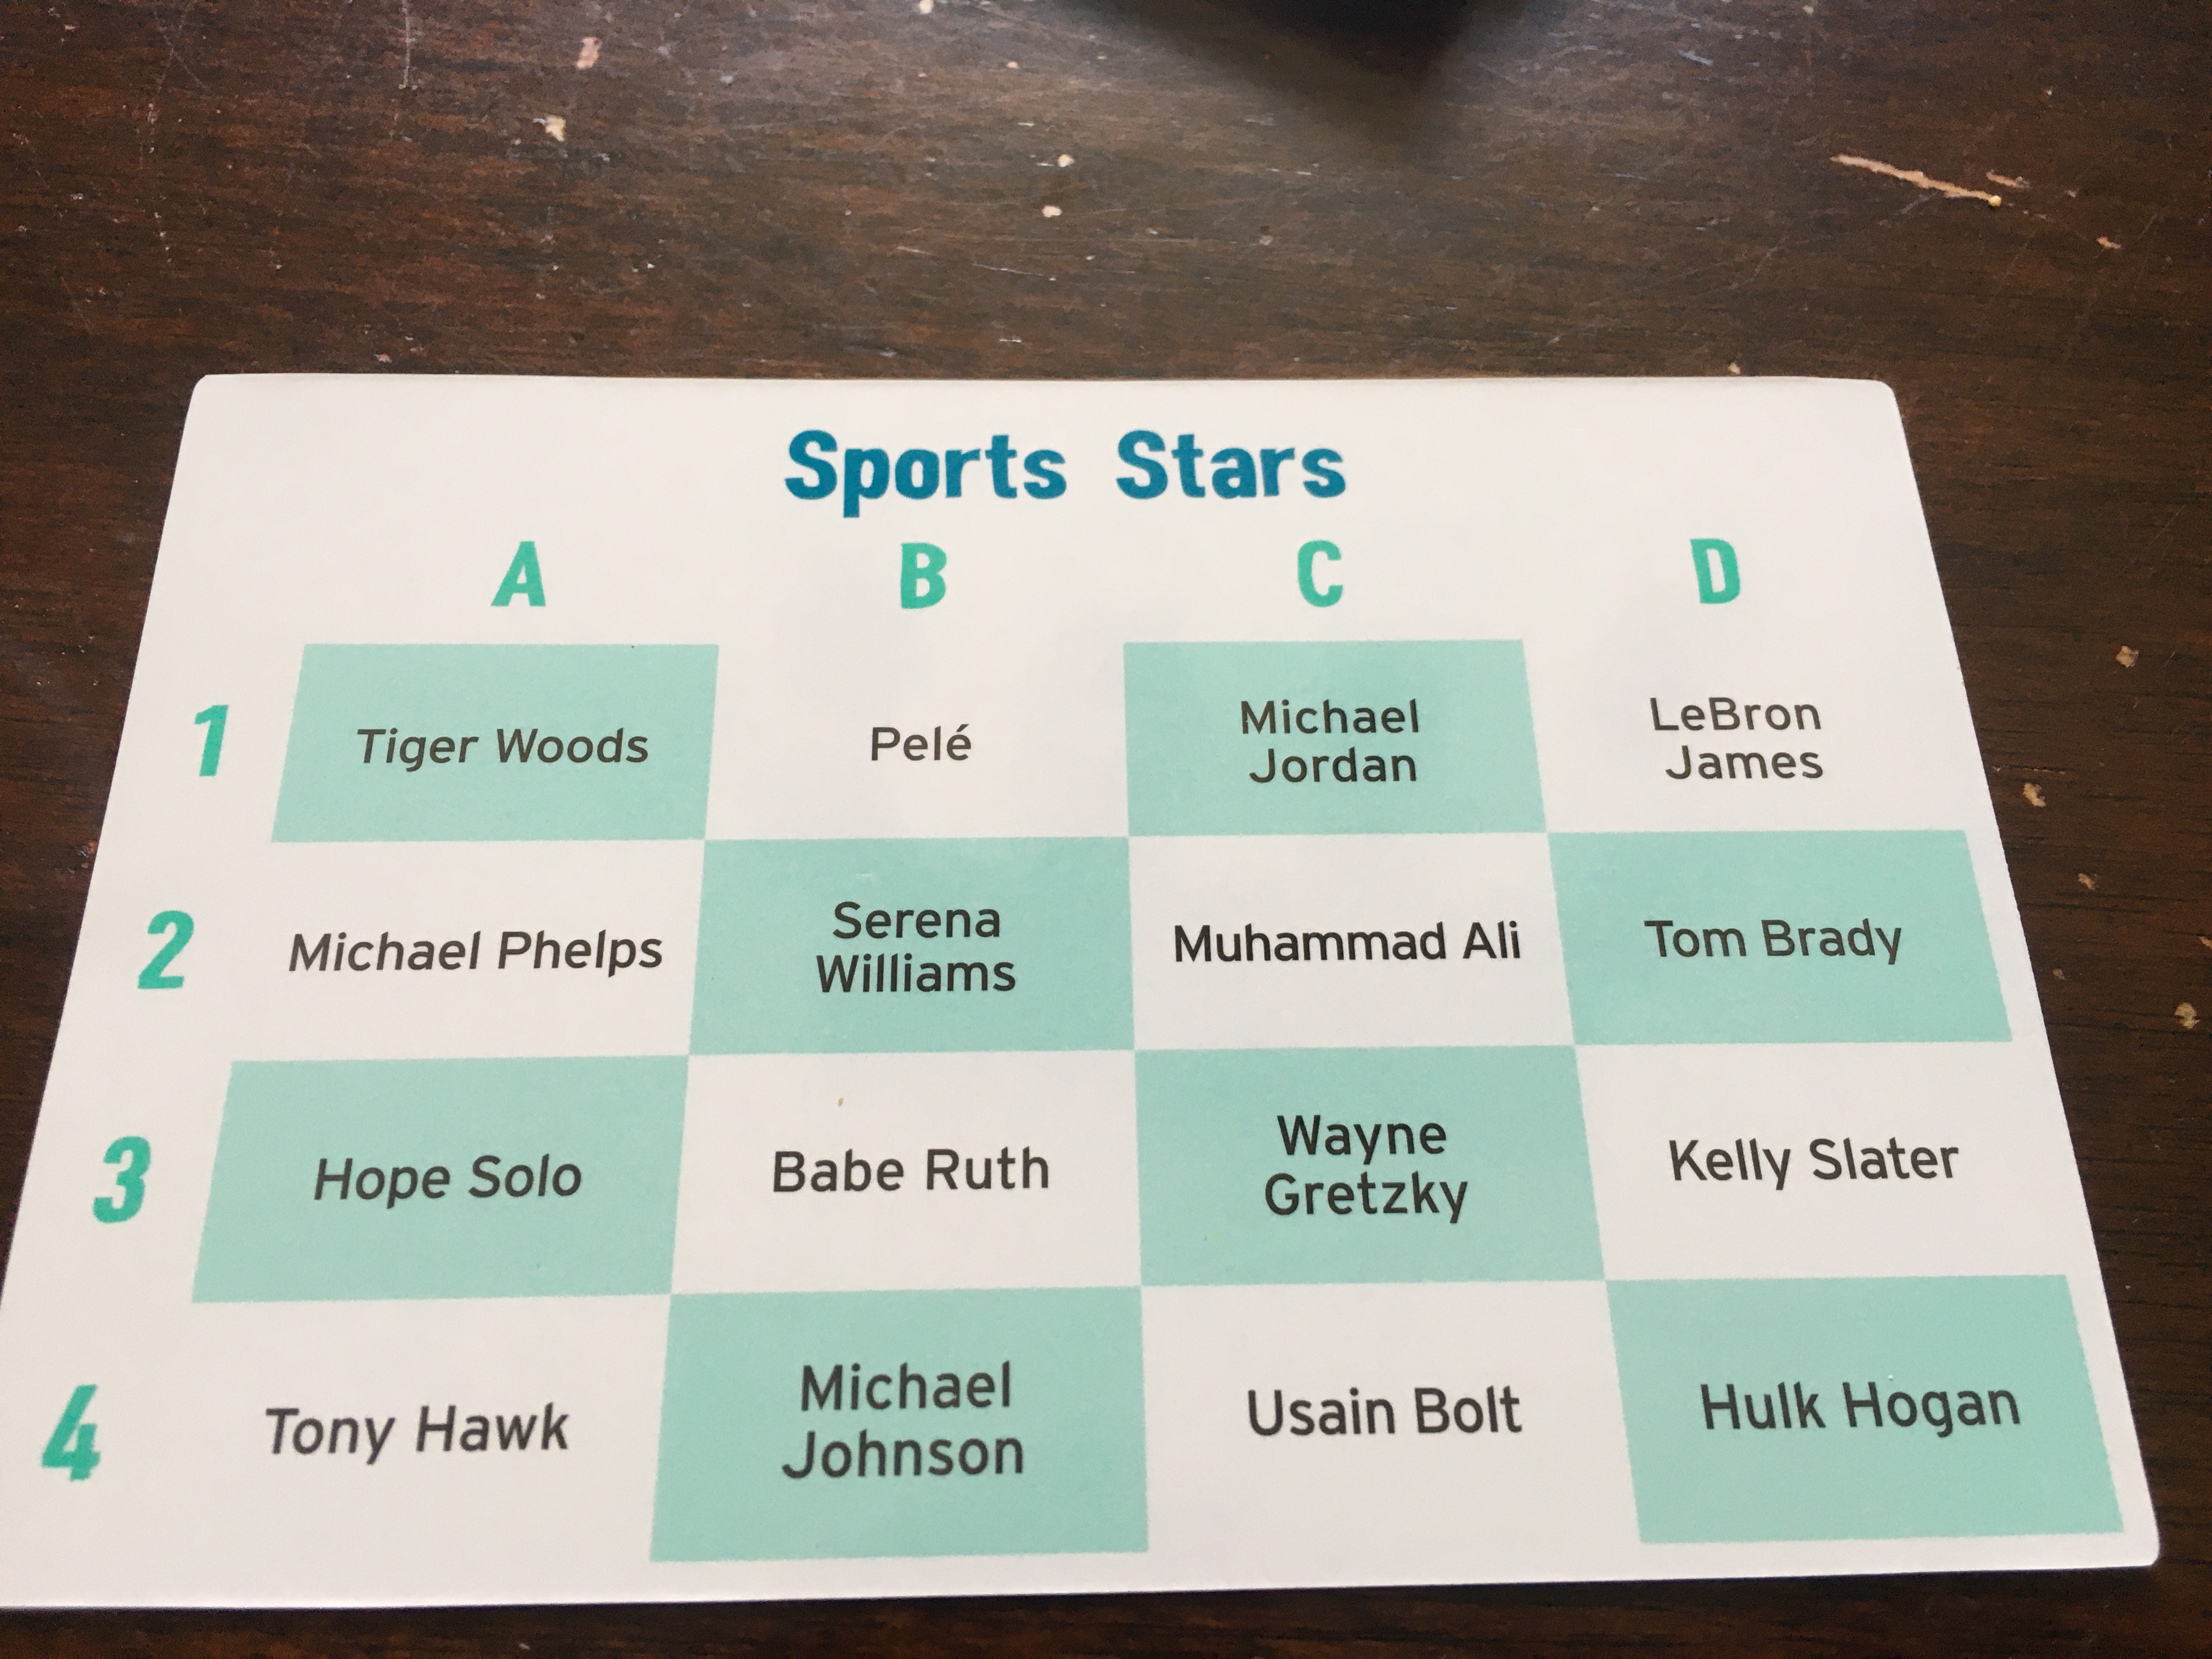 Sports Stars
A B C D
1 Tiger Woods Pelé Michael Jordan LeBron James
2 Michael Phelps Serena Williams Muhammad Ali Tom Brady
3 Hope Solo Babe Ruth Wayne Gretzky Kelly Slater
4 Tony Hawk Michael Johnson Usain Bolt Hulk Hogan